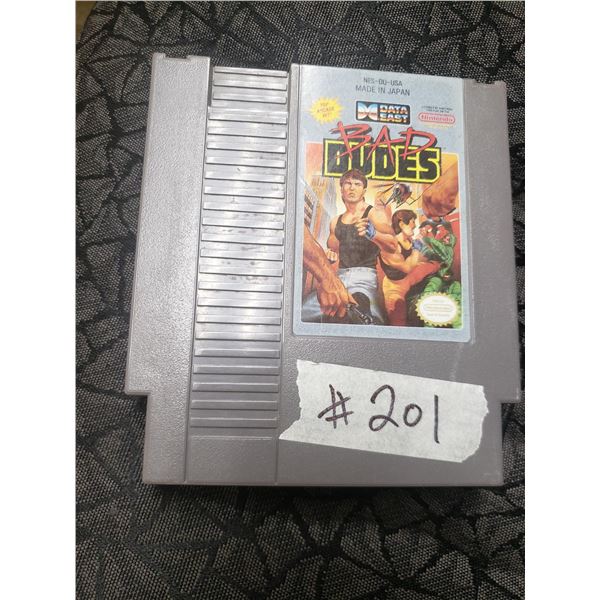 NES-DU-USA
MADE IN JAPAN
DATA
EAST
Nintendo
BAD
DUDES
# 201